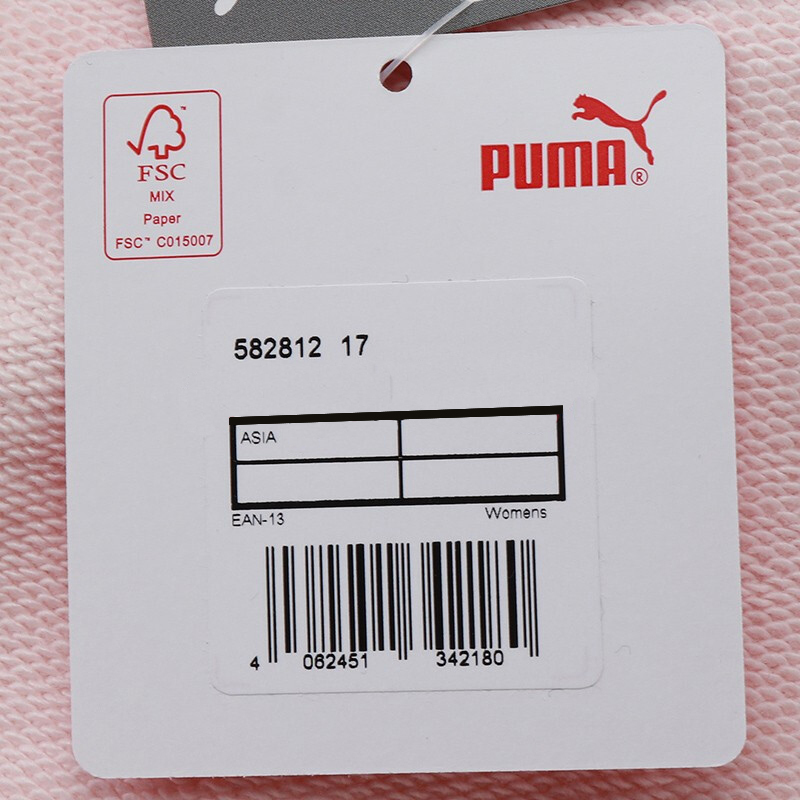 FSC
MIX
Paper
FSC™ C015007
PUMA®
582812 17
ASIA
EAN-13
Womens
4 062451 342180